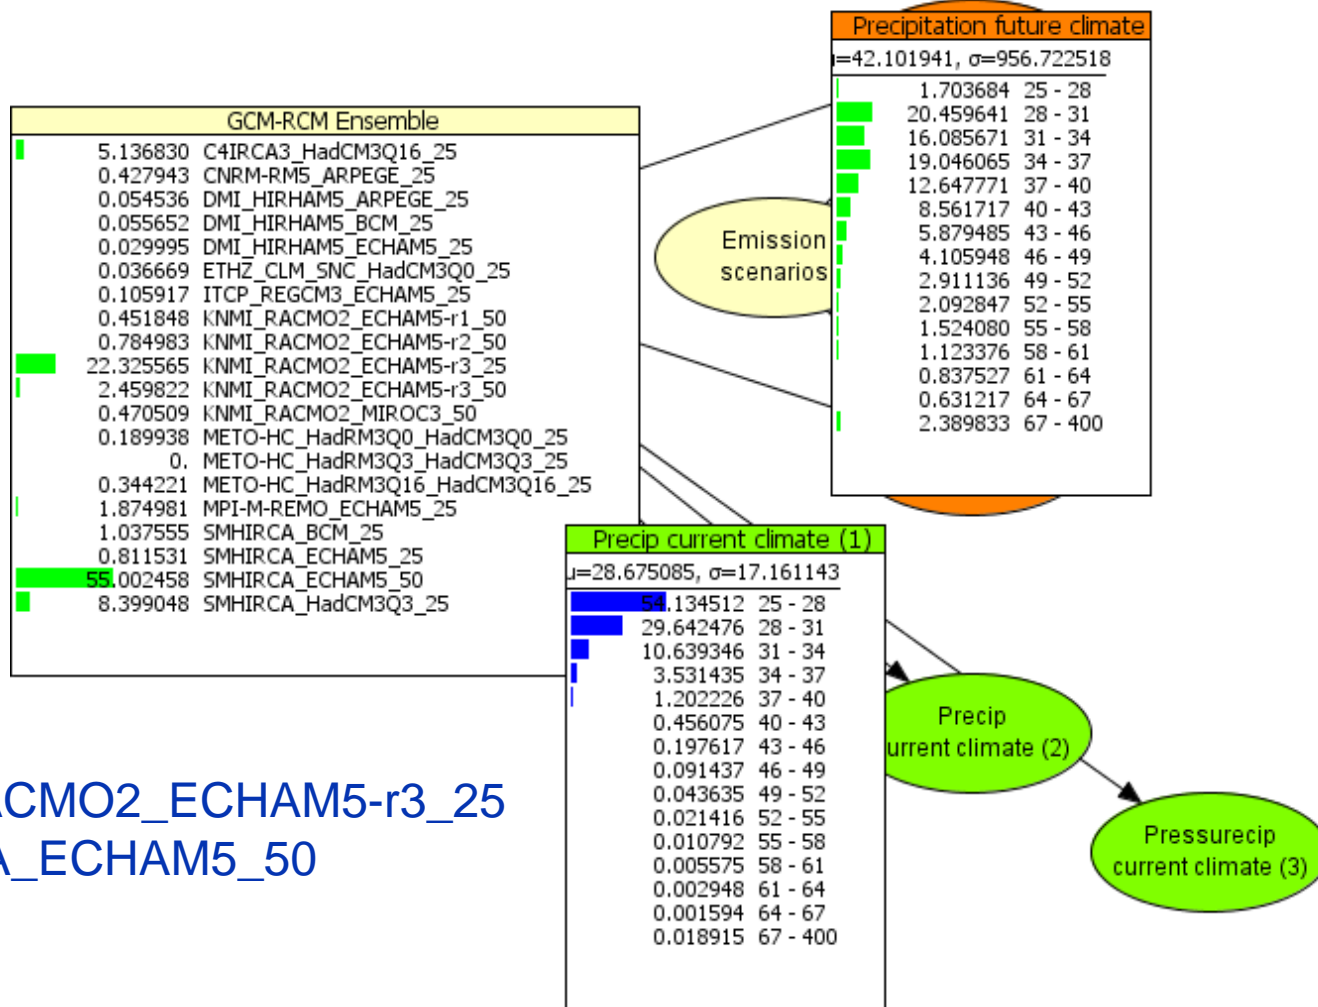 Precipitation future climate
=42.101941, σ=956.722518
1.703684 25 - 28
20.459641 28 - 31
16.085671 31 - 34
19.046065 34 - 37
12.647771 37 - 40
8.561717 40 - 43
5.879485 43 - 46
4.105948 46 - 49
2.911136 49 - 52
2.092847 52 - 55
1.524080 55 - 58
1.123376 58 - 61
0.837527 61 - 64
0.631217 64 - 67
2.389833 67 - 400
GCM-RCM Ensemble
5.136830 C4IRCA3_HadCM3Q16_25
0.427943 CNRM-RM5_ARPEGE_25
0.054536 DMI_HIRHAM5_ARPEGE_25
0.055652 DMI_HIRHAM5_BCM_25
0.029995 DMI_HIRHAM5_ECHAM5_25
0.036669 ETHZ_CLM_SNC_HadCM3Q0_25
0.105917 ITCP_REGCM3_ECHAM5_25
0.451848 KNMI_RACMO2_ECHAM5-r1_50
0.784983 KNMI_RACMO2_ECHAM5-r2_50
22.325565 KNMI_RACMO2_ECHAM5-r3_25
2.459822 KNMI_RACMO2_ECHAM5-r3_50
0.470509 KNMI_RACMO2_MIROC3_50
0.189938 METO-HC_HadRM3Q0_HadCM3Q0_25
0. METO-HC_HadRM3Q3_HadCM3Q3_25
0.344221 METO-HC_HadRM3Q16_HadCM3Q16_25
1.874981 MPI-M-REMO_ECHAM5_25
1.037555 SMHIRCA_BCM_25
0.811531 SMHIRCA_ECHAM5_25
55.002458 SMHIRCA_ECHAM5_50
8.399048 SMHIRCA_HadCM3Q3_25
Emission
scenarios
Precip current climate (1)
μ=28.675085, σ=17.161143
54.134512 25 - 28
29.642476 28 - 31
10.639346 31 - 34
3.531435 34 - 37
1.202226 37 - 40
0.456075 40 - 43
0.197617 43 - 46
0.091437 46 - 49
0.043635 49 - 52
0.021416 52 - 55
0.010792 55 - 58
0.005575 58 - 61
0.002948 61 - 64
0.001594 64 - 67
0.018915 67 - 400
Precip
urrent climate (2)
Pressurecip
current climate (3)
ACMO2_ECHAM5-r3_25
A_ECHAM5_50